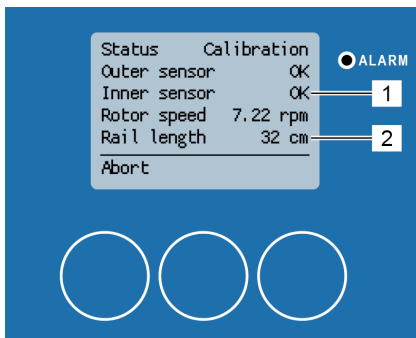 Status Calibration
ALARM
Outer sensor OK
Inner sensor OK
1
Rotor speed 7.22 rpm
Rail length 32 cm
2
Abort